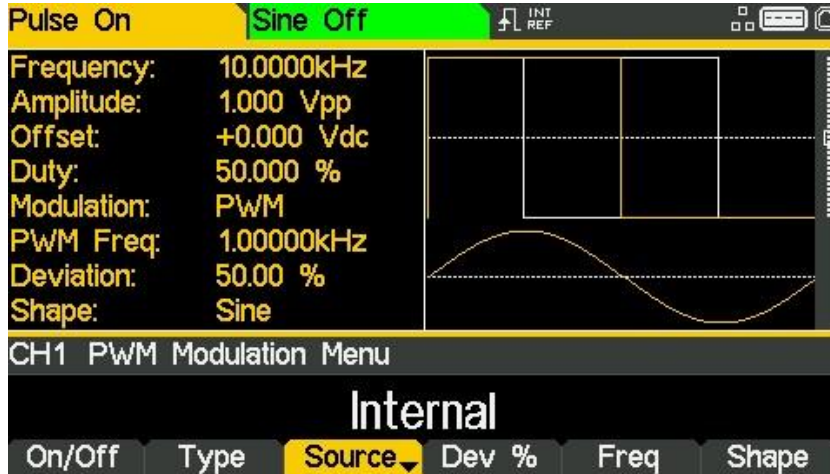 Pulse On Sine Off INT REF
Frequency: 10.0000kHz
Amplitude: 1.000 Vpp
Offset: +0.000 Vdc
Duty: 50.000 %
Modulation: PWM
PWM Freq: 1.00000kHz
Deviation: 50.00 %
Shape: Sine
CH1 PWM Modulation Menu
Internal
On/Off Type Source Dev % Freq Shape